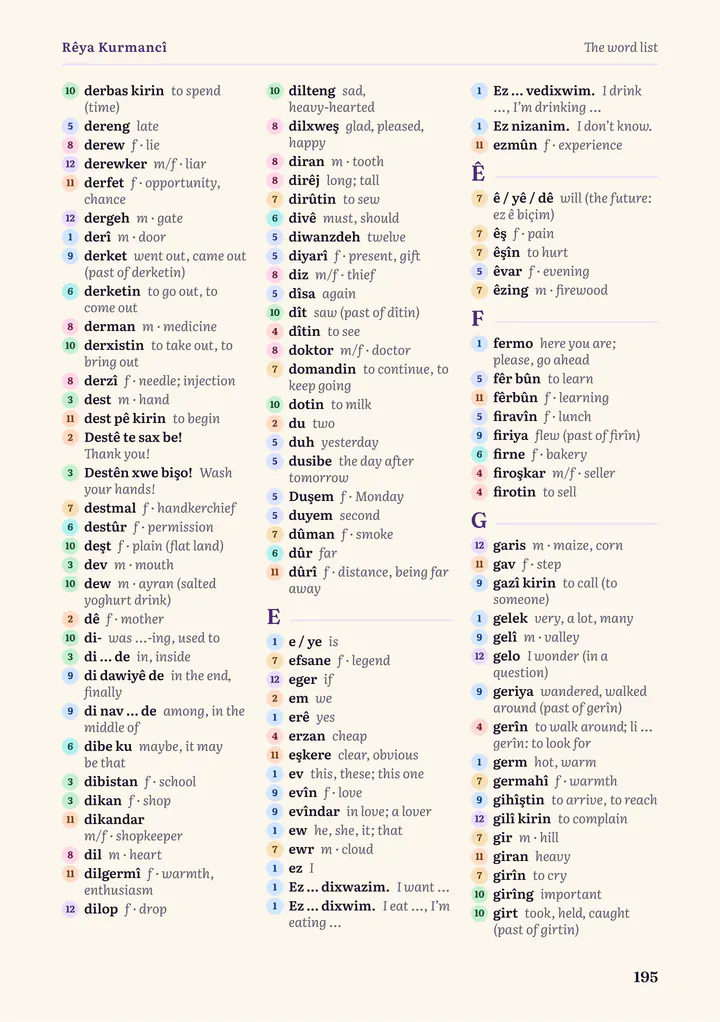 Rêya Kurmancî
The word list
10 derbas kirin to spend
(time)
5 dereng late
8 derew f · lie
12 derewker m/f · liar
11 derfet f · opportunity,
chance
12 dergeh m · gate
1 derî m · door
9 derket went out, came out
(past of derketin)
6 derketin to go out, to
come out
8 derman m · medicine
10 derxistin to take out, to
bring out
8 derzî f · needle; injection
3 dest m · hand
11 dest pê kirin to begin
2 Destê te sax be!
Thank you!
3 Destên xwe bişo! Wash
your hands!
7 destmal f · handkerchief
6 destûr f · permission
10 deşt f · plain (flat land)
3 dev m · mouth
10 dew m · ayran (salted
yoghurt drink)
2 dê f · mother
10 di- was …-ing, used to
3 di … de in, inside
9 di dawiyê de in the end,
finally
9 di nav … de among, in the
middle of
6 dibe ku maybe, it may
be that
3 dibistan f · school
3 dikan f · shop
11 dikandar
m/f · shopkeeper
8 dil m · heart
11 dilgermî f · warmth,
enthusiasm
12 dilop f · drop
10 dilteng sad,
heavy-hearted
8 dilxweş glad, pleased,
happy
8 diran m · tooth
8 dirêj long; tall
7 dirûtin to sew
6 divê must, should
5 diwanzdeh twelve
5 diyarî f · present, gift
8 diz m/f · thief
5 dîsa again
10 dît saw (past of dîtin)
4 dîtin to see
8 doktor m/f · doctor
7 domandin to continue, to
keep going
10 dotin to milk
2 du two
5 duh yesterday
5 dusibe the day after
tomorrow
5 Duşem f · Monday
5 duyem second
7 dûman f · smoke
6 dûr far
11 dûrî f · distance, being far
away
E
1 e / ye is
7 efsane f · legend
12 eger if
2 em we
1 erê yes
4 erzan cheap
11 eşkere clear, obvious
1 ev this, these; this one
9 evîn f · love
9 evîndar in love; a lover
1 ew he, she, it; that
7 ewr m · cloud
1 ez I
1 Ez … dixwazim. I want …
1 Ez … dixwim. I eat …, I’m
eating …
1 Ez … vedixwim. I drink
…, I’m drinking …
1 Ez nizanim. I don’t know.
11 ezmûn f · experience
Ê
7 ê / yê / dê will (the future:
ez ê biçim)
7 êş f · pain
7 êşîn to hurt
5 êvar f · evening
7 êzing m · firewood
F
1 fermo here you are;
please, go ahead
5 fêr bûn to learn
11 fêrbûn f · learning
5 firavîn f · lunch
9 firiya flew (past of firîn)
6 firne f · bakery
4 firoşkar m/f · seller
4 firotin to sell
G
12 garis m · maize, corn
11 gav f · step
9 gazî kirin to call (to
someone)
1 gelek very, a lot, many
9 gelî m · valley
12 gelo I wonder (in a
question)
9 geriya wandered, walked
around (past of gerîn)
4 gerîn to walk around; li …
gerîn: to look for
1 germ hot, warm
7 germahî f · warmth
9 gihîştin to arrive, to reach
12 gilî kirin to complain
7 gir m · hill
11 giran heavy
7 girîn to cry
10 girîng important
10 girt took, held, caught
(past of girtin)
195